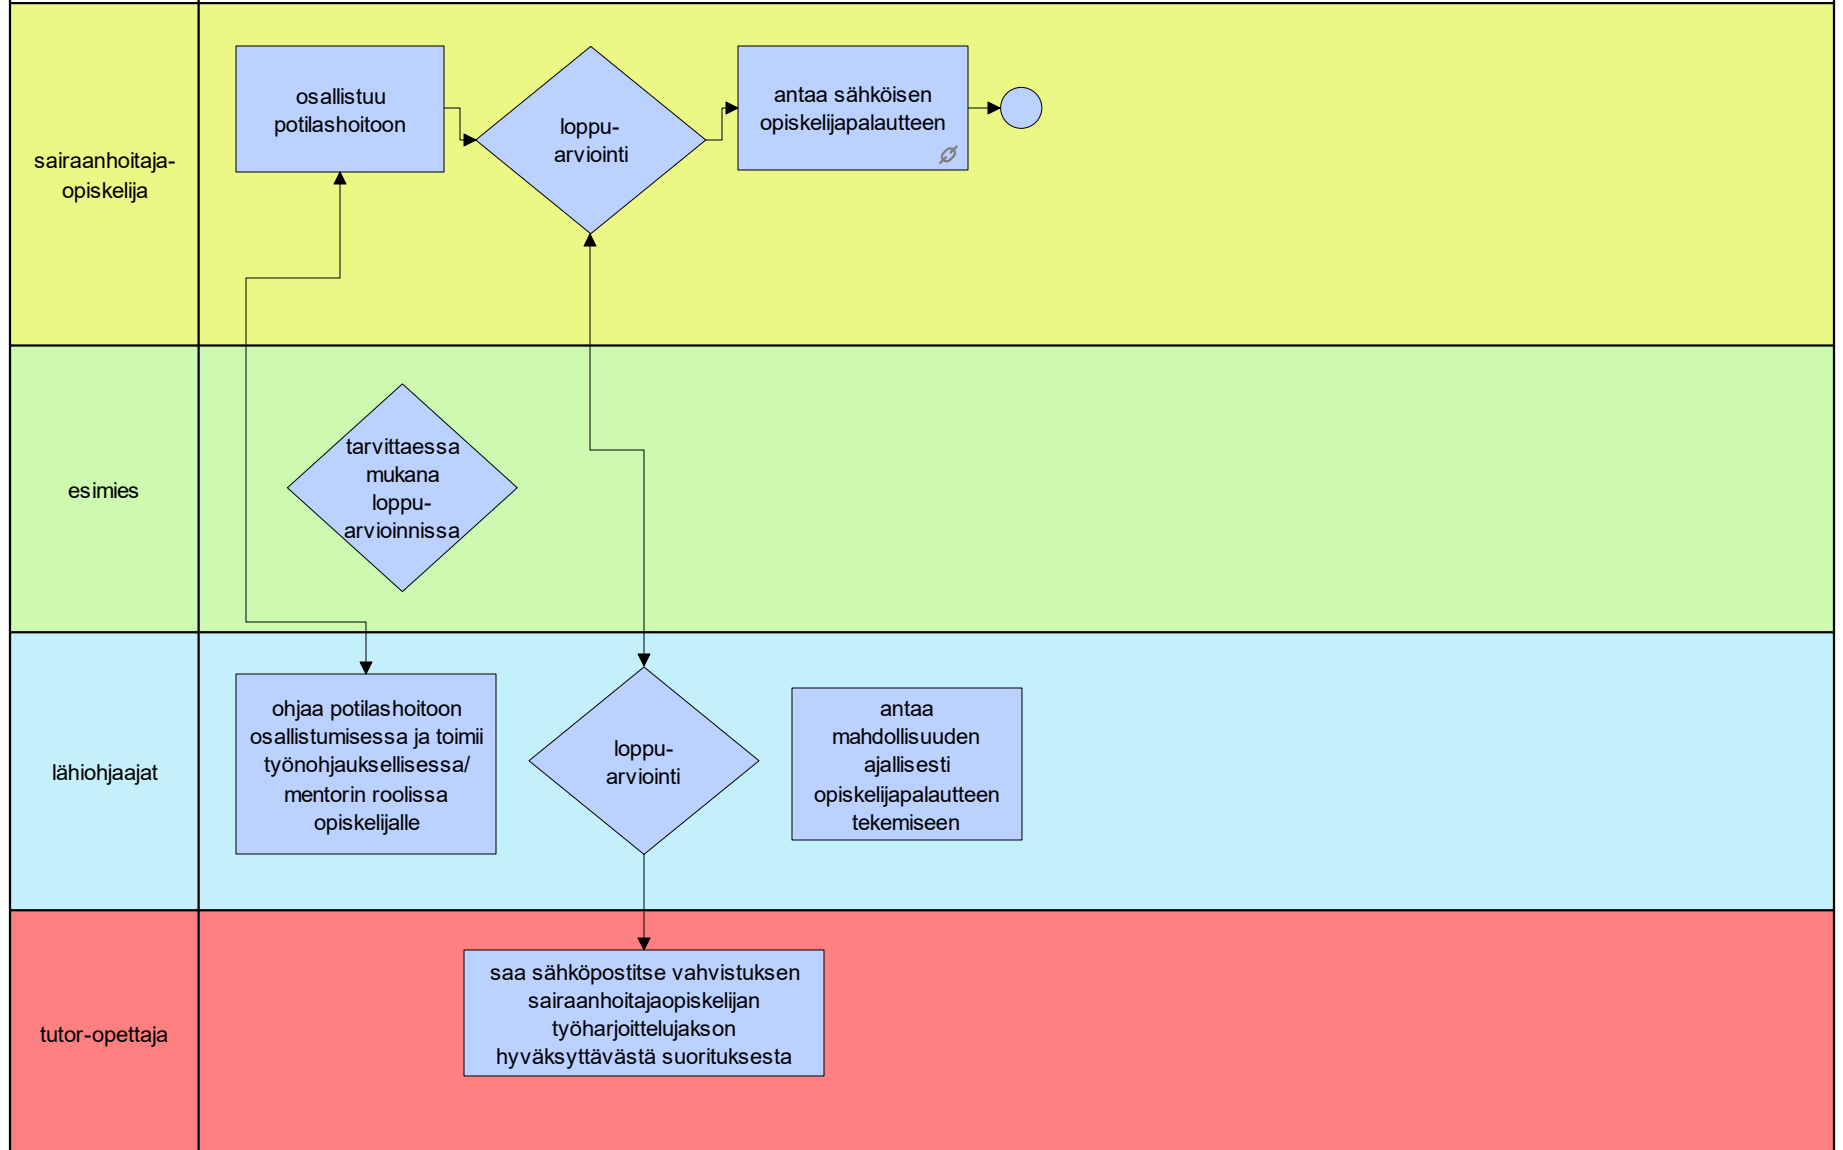 sairaanhoitaja-
opiskelija
osallistuu
potilashoitoon
loppu-
arviointi
antaa sähköisen
opiskelijapalautteen
esimies
tarvittaessa
mukana
loppu-
arvioinnissa
lähiohjaajat
ohjaa potilashoitoon
osallistumisessa ja toimii
työnohjauksellisessa/
mentorin roolissa
opiskelijalle
loppu-
arviointi
antaa
mahdollisuuden
ajallisesti
opiskelijapalautteen
tekemiseen
tutor-opettaja
saa sähköpostitse vahvistuksen
sairaanhoitajaopiskelijan
työharjoittelujakson
hyväksyttävästä suorituksesta